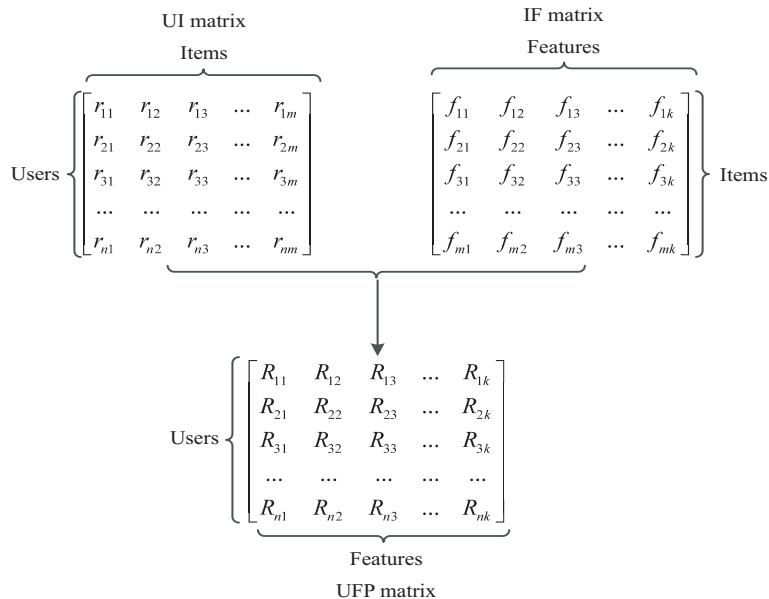 UI matrix
Items
Users
r11 r12 r13 ... r1m
r21 r22 r23 ... r2m
r31 r32 r33 ... r3m
... ... ... ... ...
rn1 rn2 rn3 ... rnm
IF matrix
Features
f11 f12 f13 ... f1k
f21 f22 f23 ... f2k
f31 f32 f33 ... f3k
... ... ... ... ...
fm1 fm2 fm3 ... fmk
Items
Users
R11 R12 R13 ... R1k
R21 R22 R23 ... R2k
R31 R32 R33 ... R3k
... ... ... ... ...
Rn1 Rn2 Rn3 ... Rnk
Features
UFP matrix